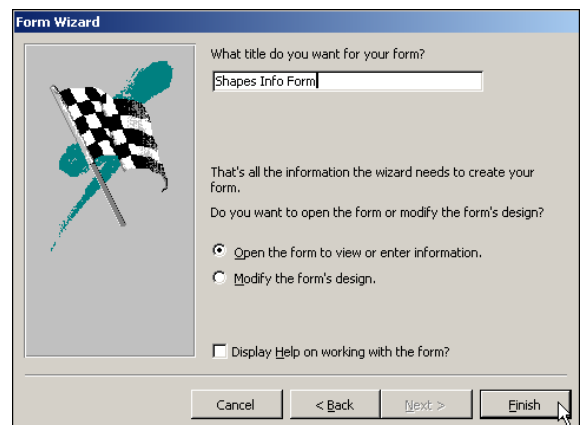 Form Wizard
What title do you want for your form?
Shapes Info Form
That's all the information the wizard needs to create your
form.
Do you want to open the form or modify the form's design?
Open the form to view or enter information.
Modify the form's design.
Display Help on working with the form?
Cancel
< Back
Next >
Finish